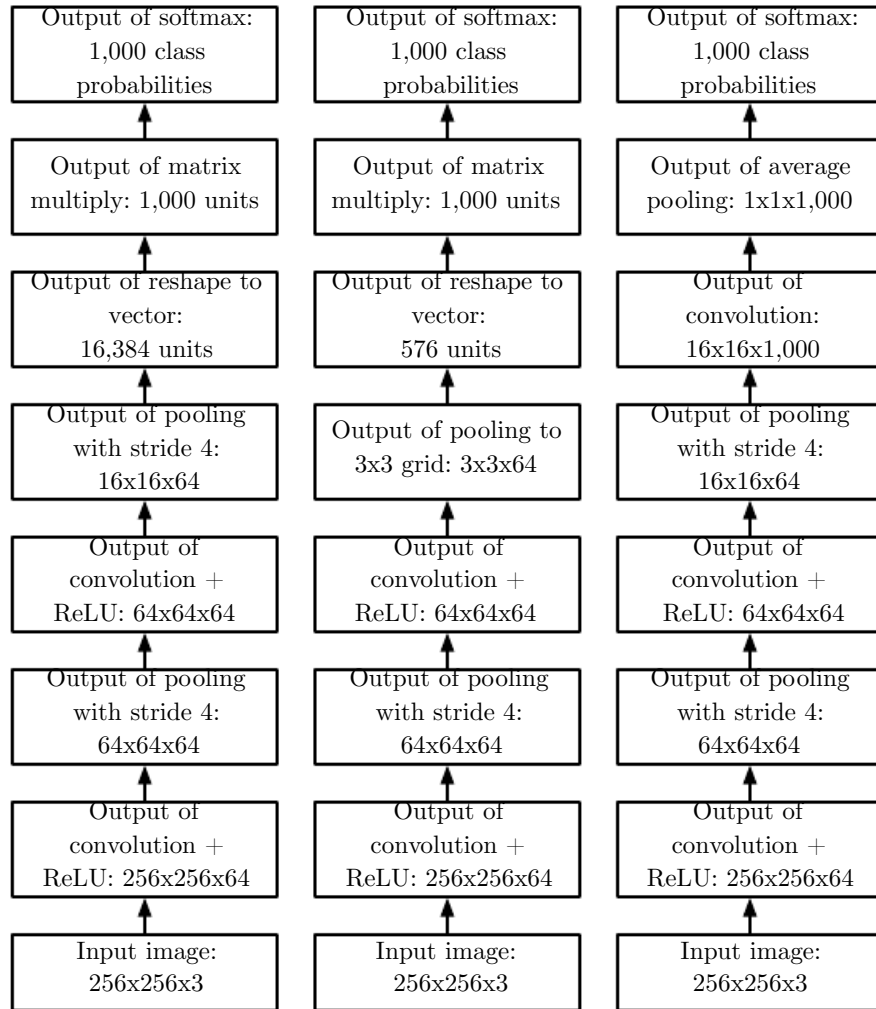 Output of softmax:
1,000 class
probabilities
Output of matrix
multiply: 1,000 units
Output of reshape to
vector:
16,384 units
Output of pooling
with stride 4:
16x16x64
Output of
convolution +
ReLU: 64x64x64
Output of pooling
with stride 4:
64x64x64
Output of
convolution +
ReLU: 256x256x64
Input image:
256x256x3
Output of softmax:
1,000 class
probabilities
Output of matrix
multiply: 1,000 units
Output of reshape to
vector:
576 units
Output of pooling to
3x3 grid: 3x3x64
Output of
convolution +
ReLU: 64x64x64
Output of pooling
with stride 4:
64x64x64
Output of
convolution +
ReLU: 256x256x64
Input image:
256x256x3
Output of softmax:
1,000 class
probabilities
Output of average
pooling: 1x1x1,000
Output of
convolution:
16x16x1,000
Output of pooling
with stride 4:
16x16x64
Output of
convolution +
ReLU: 64x64x64
Output of pooling
with stride 4:
64x64x64
Output of
convolution +
ReLU: 256x256x64
Input image:
256x256x3